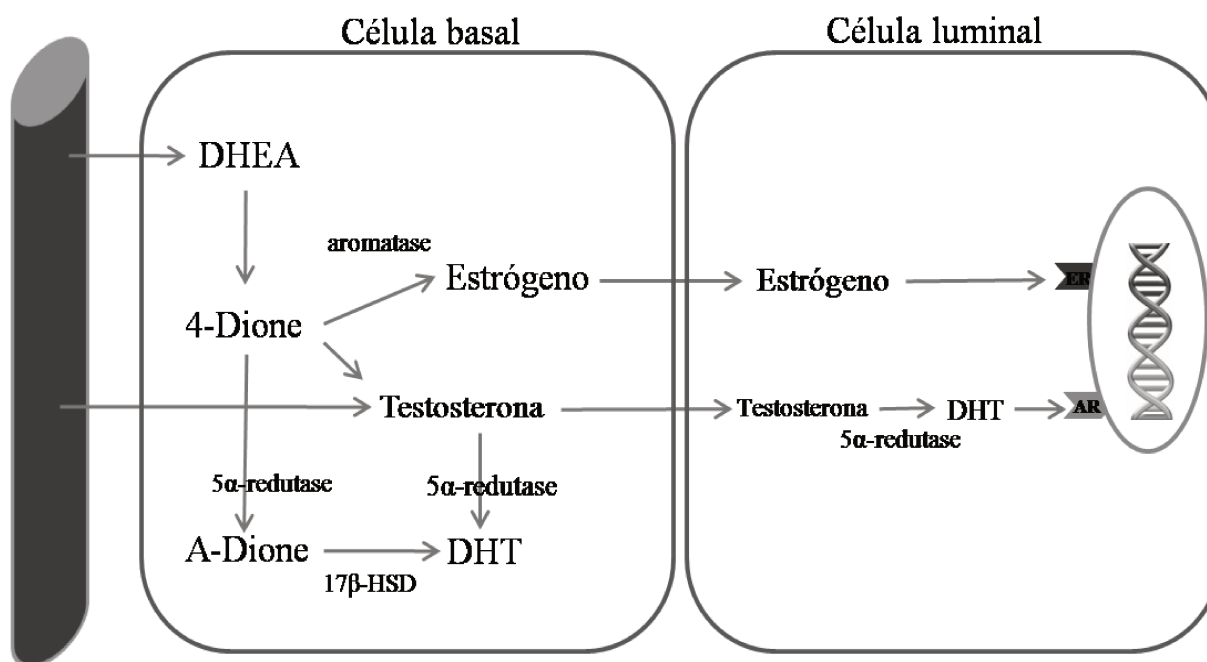 Célula basal
Célula luminal
DHEA
aromatase
Estrógeno
Estrógeno
ER
4-Dione
Testosterona
Testosterona
DHT
AR
5α-redutase
5α-redutase
5α-redutase
A-Dione
DHT
17β-HSD